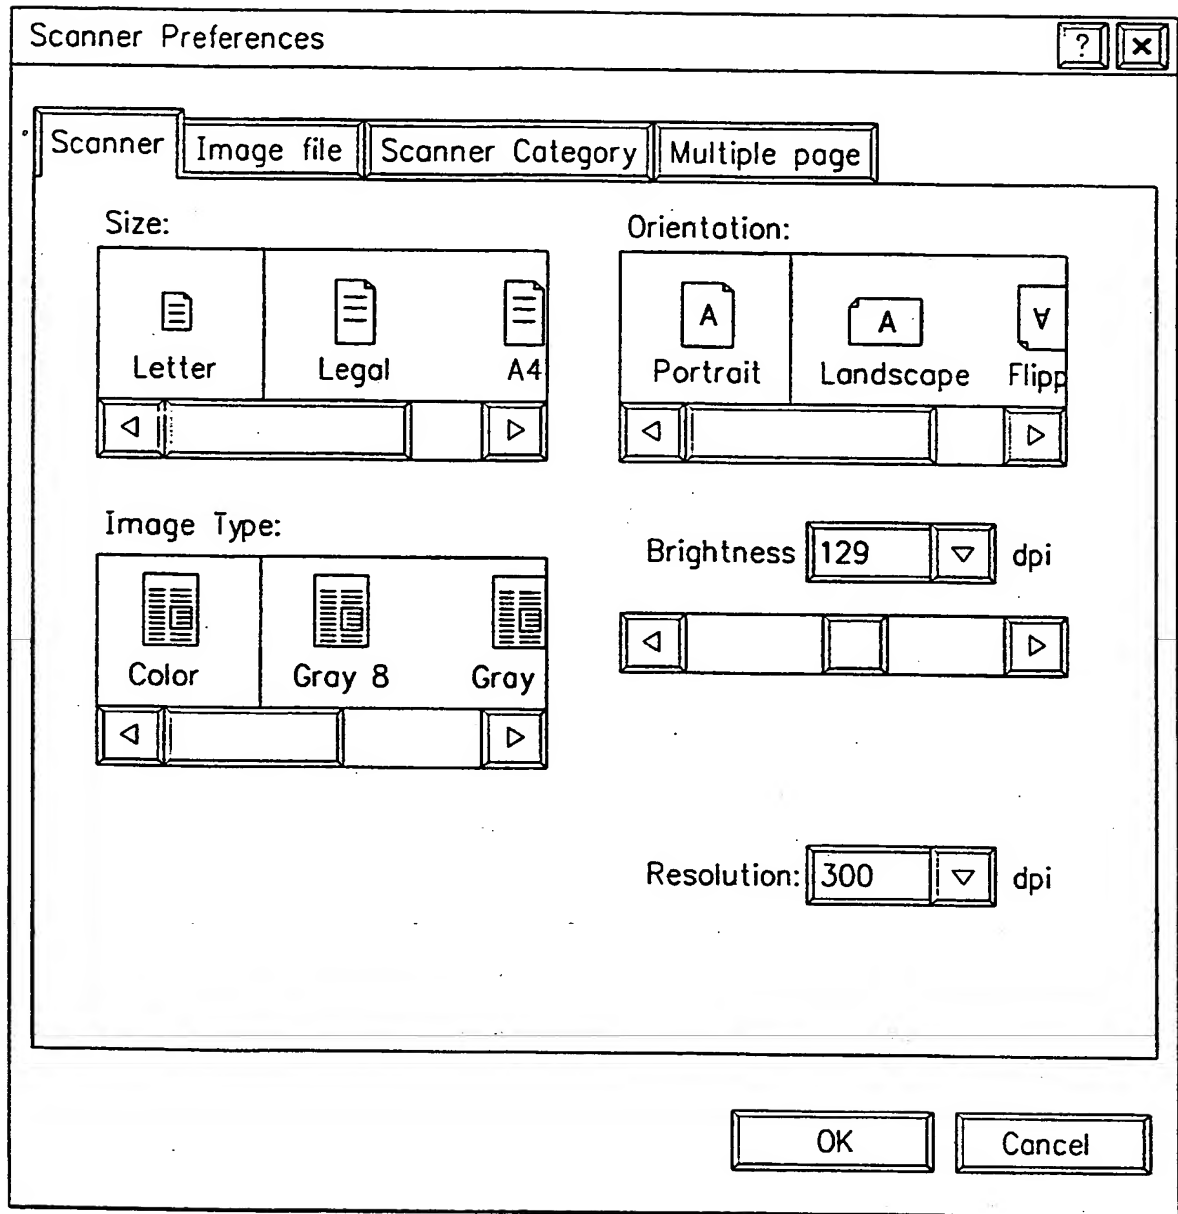 Scanner Preferences ?
Scanner Image file Scanner Category Multiple page
Size:
Letter Legal A4
Orientation:
A A A
Portrait Landscape Flipp
Image Type:
Color Gray 8 Gray
Brightness 129 dpi
Resolution: 300 dpi
OK Cancel